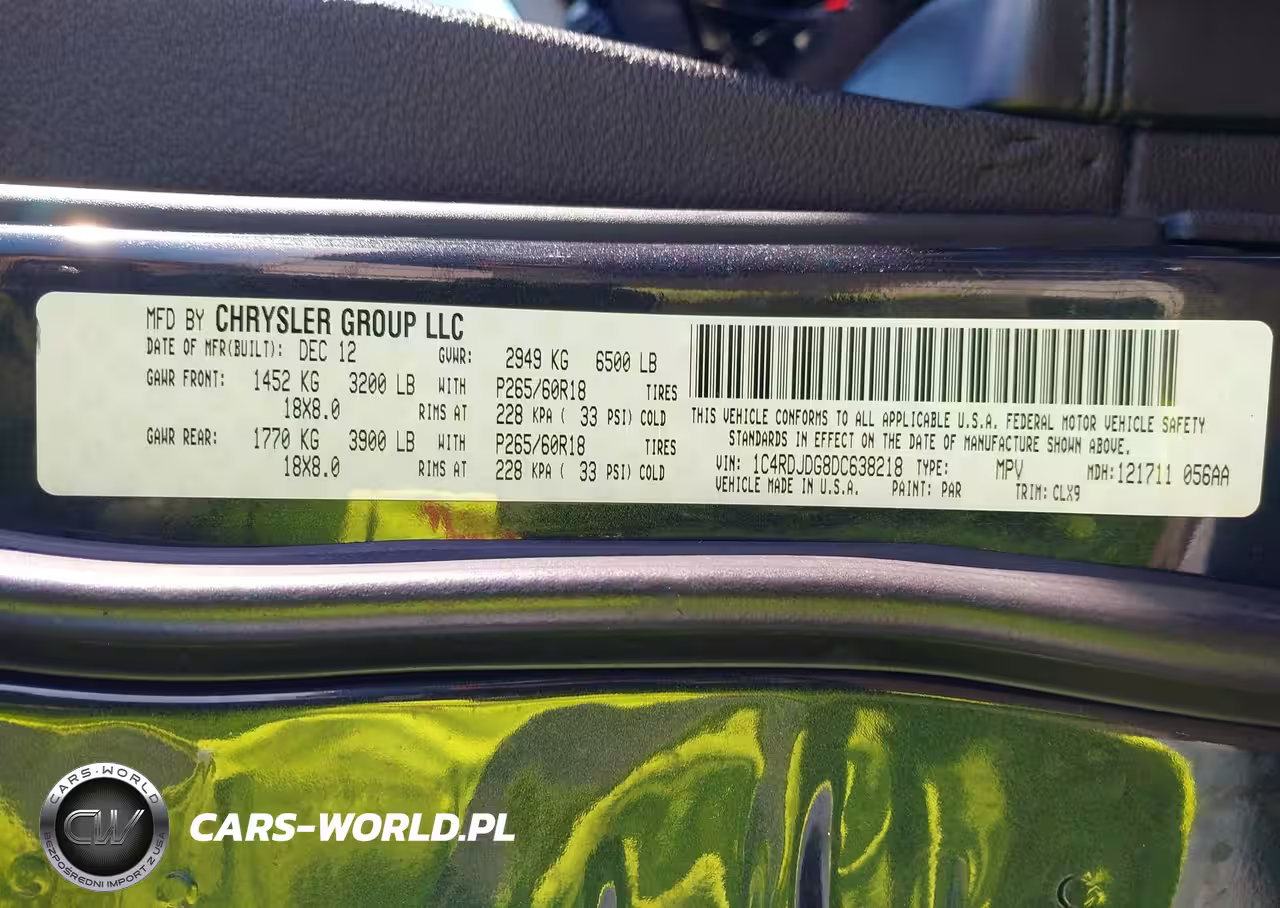 MFD BY CHRYSLER GROUP LLC
DATE OF MFR(BUILT): DEC 12 GVWR: 2949 KG 6500 LB
GAWR FRONT: 1452 KG 3200 LB WITH P265/60R18 TIRES
18X8.0 RIMS AT 228 KPA ( 33 PSI) COLD
GAWR REAR: 1770 KG 3900 LB WITH P265/60R18 TIRES
18X8.0 RIMS AT 228 KPA ( 33 PSI) COLD
THIS VEHICLE CONFORMS TO ALL APPLICABLE U.S.A. FEDERAL MOTOR VEHICLE SAFETY
STANDARDS IN EFFECT ON THE DATE OF MANUFACTURE SHOWN ABOVE.
VIN: 1C4RDJDG8DC638218 TYPE: MPV MDH:121711 056AA
VEHICLE MADE IN U.S.A. PAINT: PAR TRIM: CLX9
CARS-WORLD
CW
BEZPOŚREDNI IMPORT Z USA
CARS-WORLD.PL